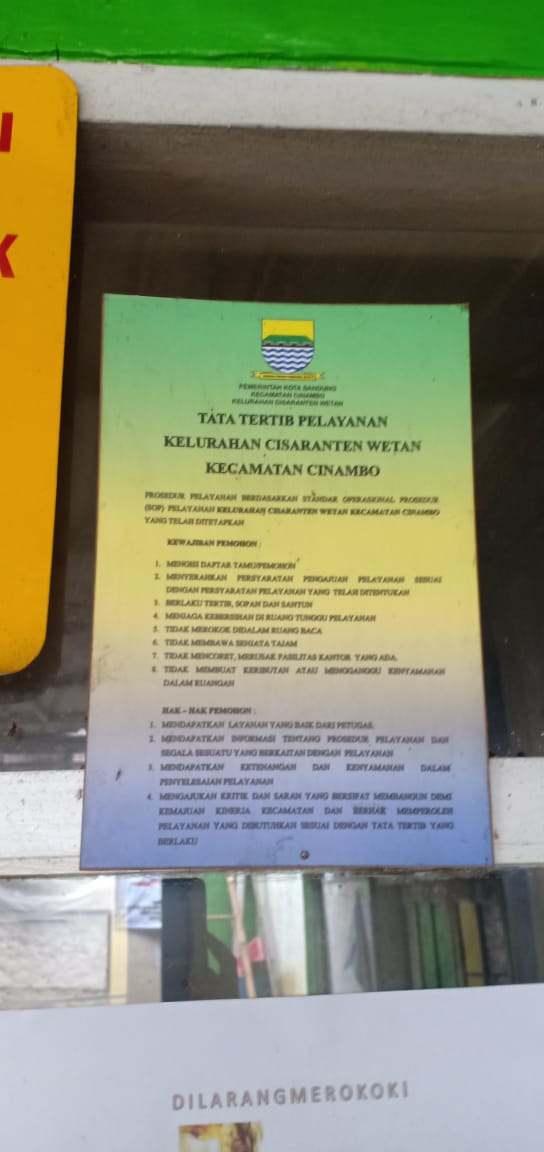 I
K
PEMERINTAH KOTA BANDUNG
KECAMATAN CINAMBO
KELURAHAN CISARANTEN WETAN
TATA TERTIB PELAYANAN
KELURAHAN CISARANTEN WETAN
KECAMATAN CINAMBO
PROSEDUR PELAYANAN BERDASARKAN STANDAR OPERASIONAL PROSEDUR
(SOP) PELAYANAN KELURAHAN CISARANTEN WETAN KECAMATAN CINAMBO
YANG TELAH DITETAPKAN
KEWAJIBAN PEMOHON :
1. MENGISI DAFTAR TAMU/PEMOHON
2. MENYERAHKAN PERSYARATAN PENGAJUAN PELAYANAN SESUAI
DENGAN PERSYARATAN PELAYANAN YANG TELAH DITENTUKAN
3. BERLAKU TERTIB, SOPAN DAN SANTUN
4. MENJAGA KEBERSIHAN DI RUANG TUNGGU PELAYANAN
5. TIDAK MEROKOK DIDALAM RUANG BACA
6. TIDAK MEMBAWA SENJATA TAJAM
7. TIDAK MENCORET, MERUSAK FASILITAS KANTOR YANG ADA.
8. TIDAK MEMBUAT KERIBUTAN ATAU MENGGANGGU KENYAMANAN
DALAM RUANGAN
HAK – HAK PEMOHON :
1. MENDAPATKAN LAYANAN YANG BAIK DARI PETUGAS.
2. MENDAPATKAN INFORMASI TENTANG PROSEDUR PELAYANAN DAN
SEGALA SESUATU YANG BERKAITAN DENGAN PELAYANAN
3. MENDAPATKAN KETENANGAN DAN KENYAMANAN DALAM
PENYELESAIAN PELAYANAN
4. MENGAJUKAN KRITIK DAN SARAN YANG BERSIFAT MEMBANGUN DEMI
KEMAJUAN KINERJA KECAMATAN DAN BERHAK MEMPEROLEH
PELAYANAN YANG DIBUTUHKAN SESUAI DENGAN TATA TERTIB YANG
BERLAKU
DILARANGMEROKOKI